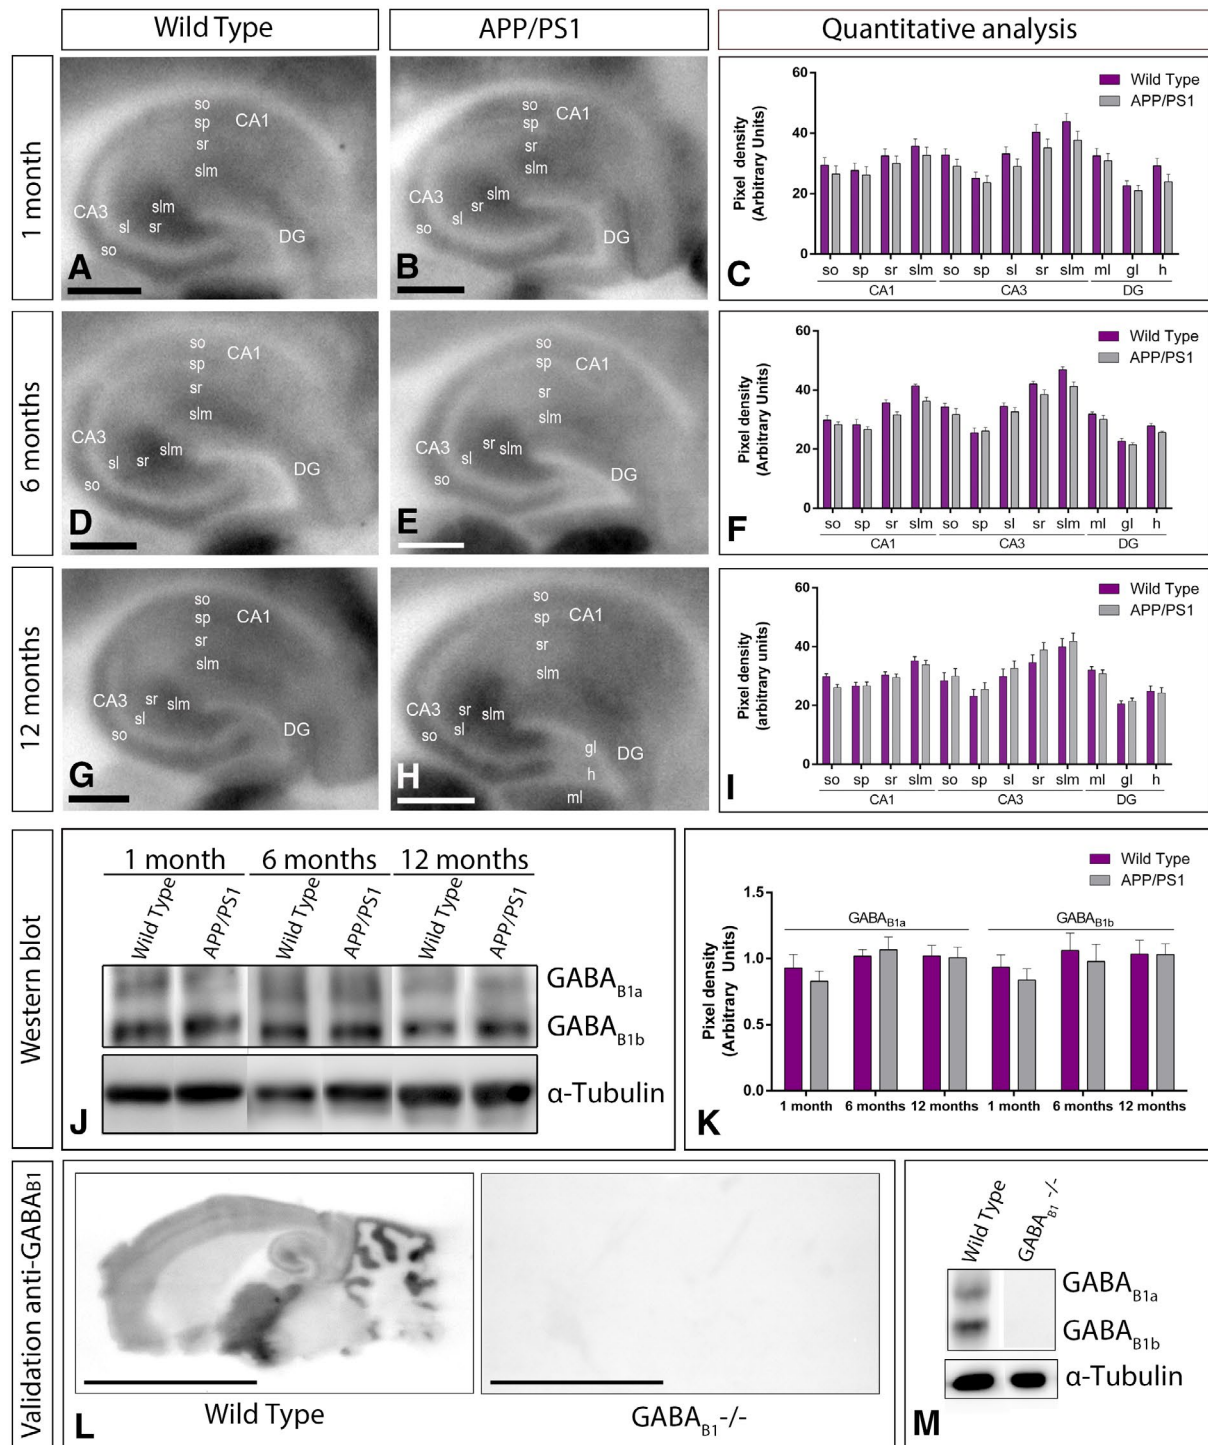 Wild Type
APP/PS1
Quantitative analysis
1 month
so
sp
CA1
sr
slm
slm
CA3
sl
sr
so
DG
A
so
sp
CA1
sr
slm
slm
CA3
sr
sl
so
DG
B
60
40
20
0
Pixel density
(Arbitrary Units)
Wild Type
APP/PS1
so sp sr slm so sp sl sr slm ml gl h
CA1 CA3 DG
C
6 months
so
sp
CA1
sr
slm
CA3
sl
sr
slm
so
DG
D
so
sp
CA1
sr
slm
CA3
sr
slm
sl
so
DG
E
60
40
20
0
Pixel density
(Arbitrary Units)
Wild Type
APP/PS1
so sp sr slm so sp sl sr slm ml gl h
CA1 CA3 DG
F
12 months
so
sp
CA1
sr
slm
CA3
sr
slm
sl
so
DG
G
so
sp
CA1
sr
slm
CA3
sr
slm
sl
so
gl
DG
h
ml
H
60
40
20
0
Pixel density
(arbitrary units)
Wild Type
APP/PS1
so sp sr slm so sp sl sr slm ml gl h
CA1 CA3 DG
I
Western blot
1 month 6 months 12 months
Wild Type APP/PS1 Wild Type APP/PS1 Wild Type APP/PS1
GABAB1a
GABAB1b
α-Tubulin
J
Wild Type
APP/PS1
1.5
1.0
0.5
0.0
Pixel density
(Arbitrary Units)
GABAB1a GABAB1b
1 month 6 months 12 months 1 month 6 months 12 months
K
Validation anti-GABAB1
L
Wild Type
GABAB1-/-
Wild Type GABAB1-/-
GABAB1a
GABAB1b
α-Tubulin
M